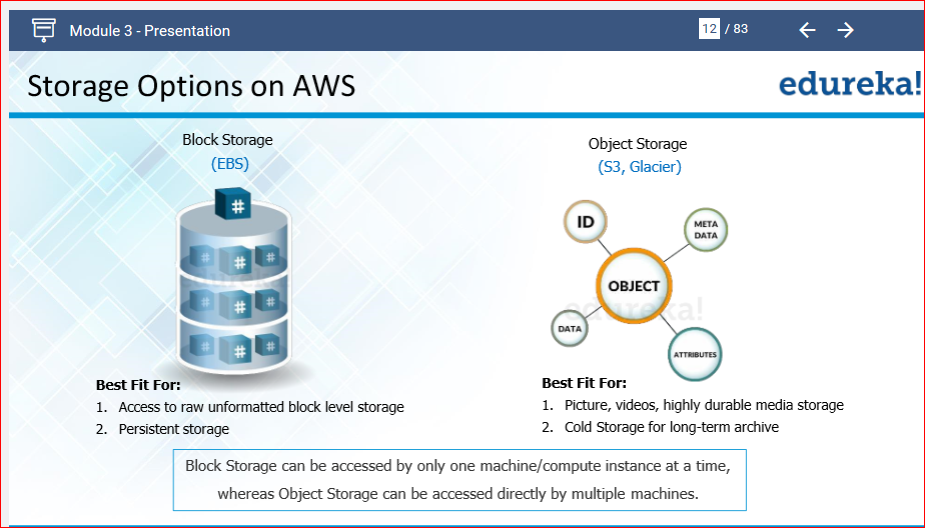 Module 3 - Presentation
12 / 83
Storage Options on AWS
edureka!
Block Storage
(EBS)
Object Storage
(S3, Glacier)
#
# 
ID
META
DATA
OBJECT
edureka!
DATA
ATTRIBUTES
Best Fit For:
1. Access to raw unformatted block level storage
2. Persistent storage
Best Fit For:
1. Picture, videos, highly durable media storage
2. Cold Storage for long-term archive
Block Storage can be accessed by only one machine/compute instance at a time,
whereas Object Storage can be accessed directly by multiple machines.